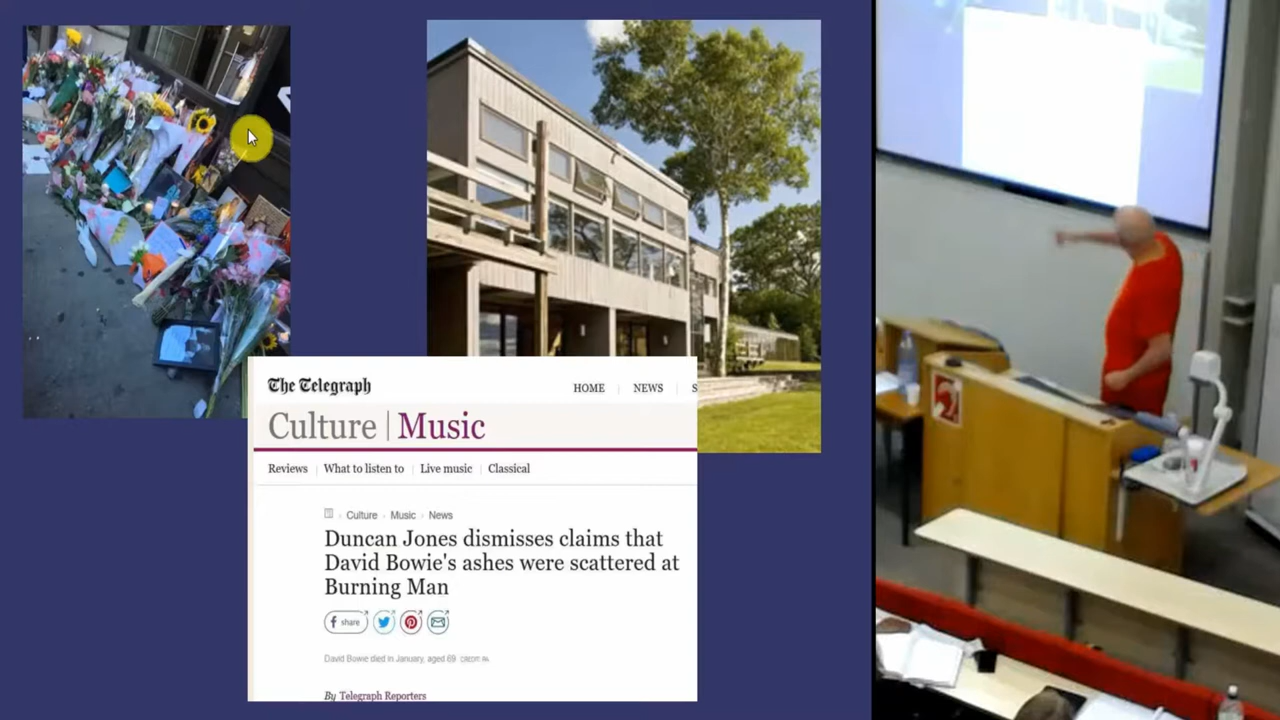 The Telegraph
HOME NEWS S
Culture | Music
Reviews What to listen to Live music Classical
Culture Music News
Duncan Jones dismisses claims that
David Bowie's ashes were scattered at
Burning Man
share
David Bowie died in January, aged 69 CREDIT: PA
By Telegraph Reporters